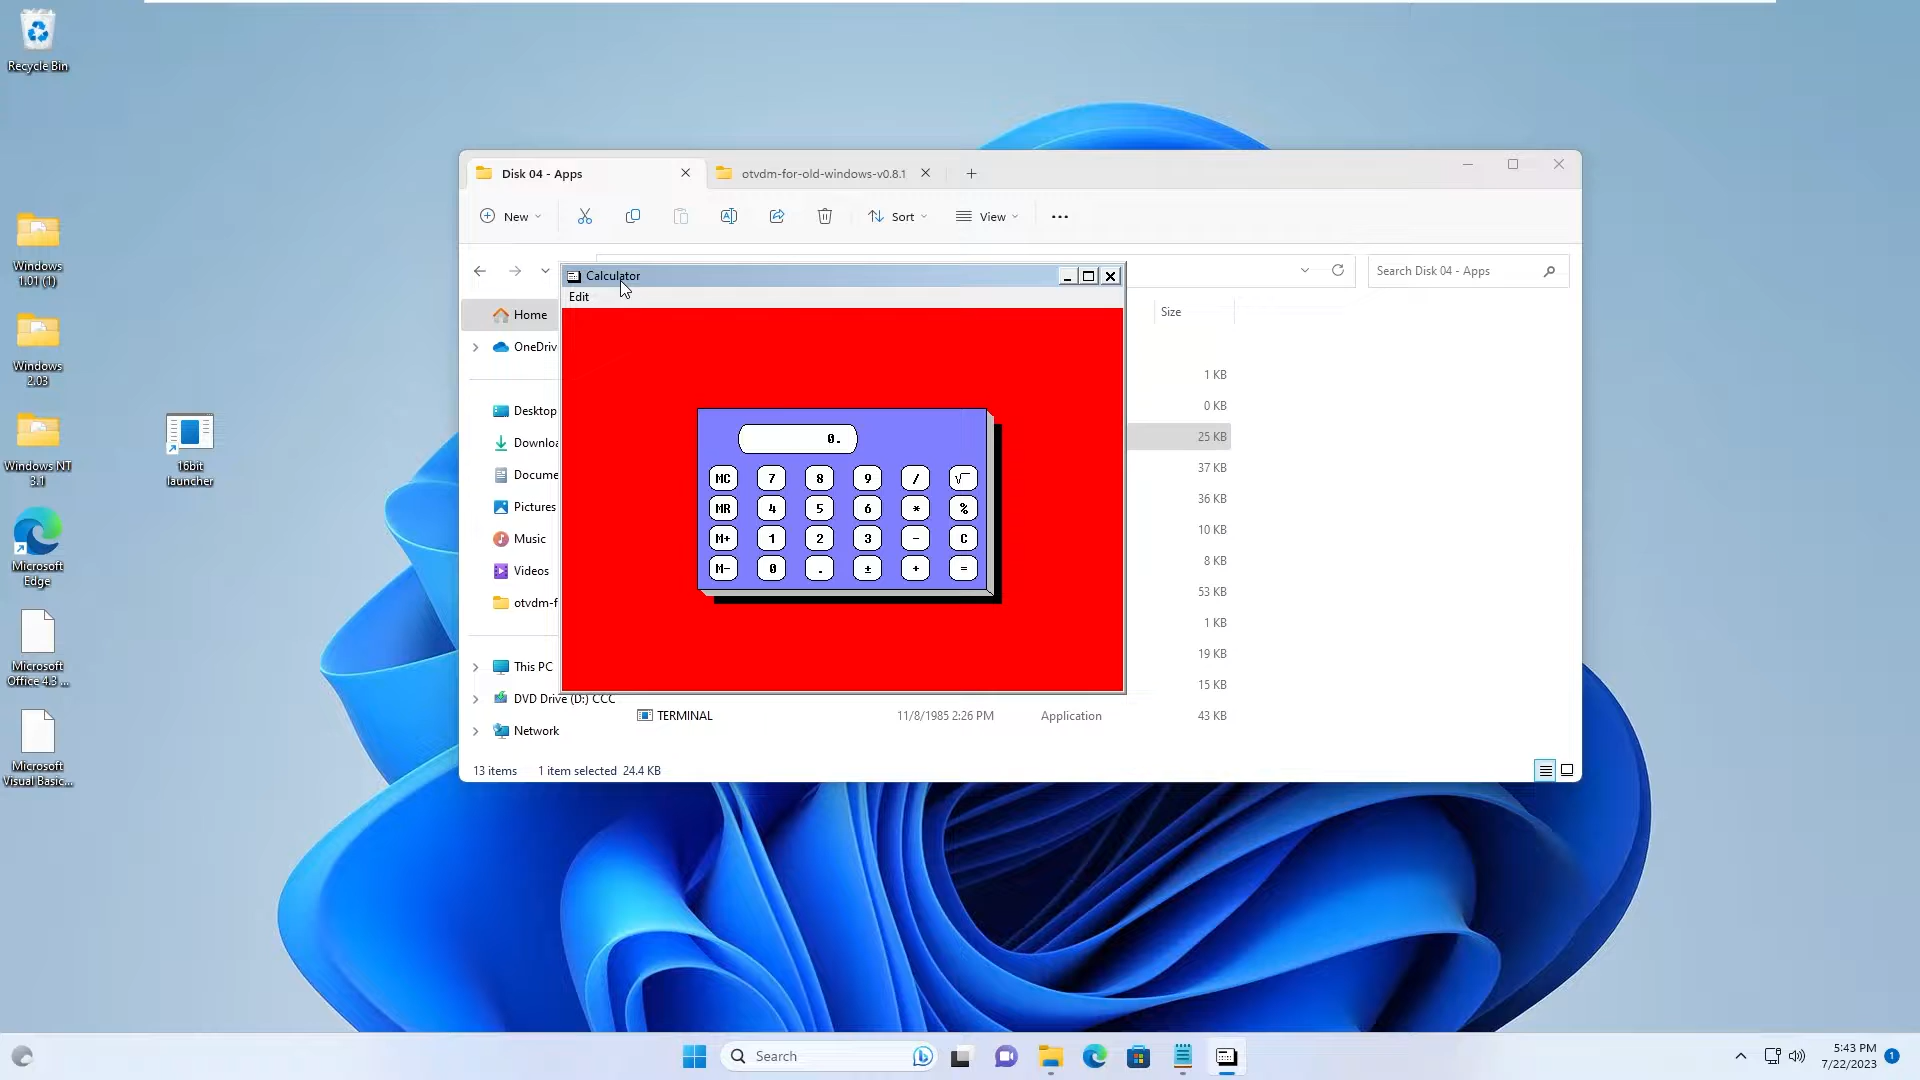 Recycle Bin
Windows
1.01 (1)
Windows
2.03
Windows NT
3.1
16bit
launcher
Microsoft
Edge
Microsoft
Office 4.3 ...
Microsoft
Visual Basic...
Disk 04 - Apps
otvdm-for-old-windows-v0.8.1
New
Sort
View
Search Disk 04 - Apps
Calculator
Edit
Home
OneDriv
Desktop
Downloa
Docume
Pictures
Music
Videos
otvdm-f
This PC
DVD Drive (D:) CCC
Network
Size
1 KB
0 KB
25 KB
37 KB
36 KB
10 KB
8 KB
53 KB
1 KB
19 KB
15 KB
TERMINAL 11/8/1985 2:26 PM Application 43 KB
0.
MC 7 8 9 / √
MR 4 5 6 * %
M+ 1 2 3 - C
M- 0 . ± + =
13 items 1 item selected 24.4 KB
Search
5:43 PM
7/22/2023
1